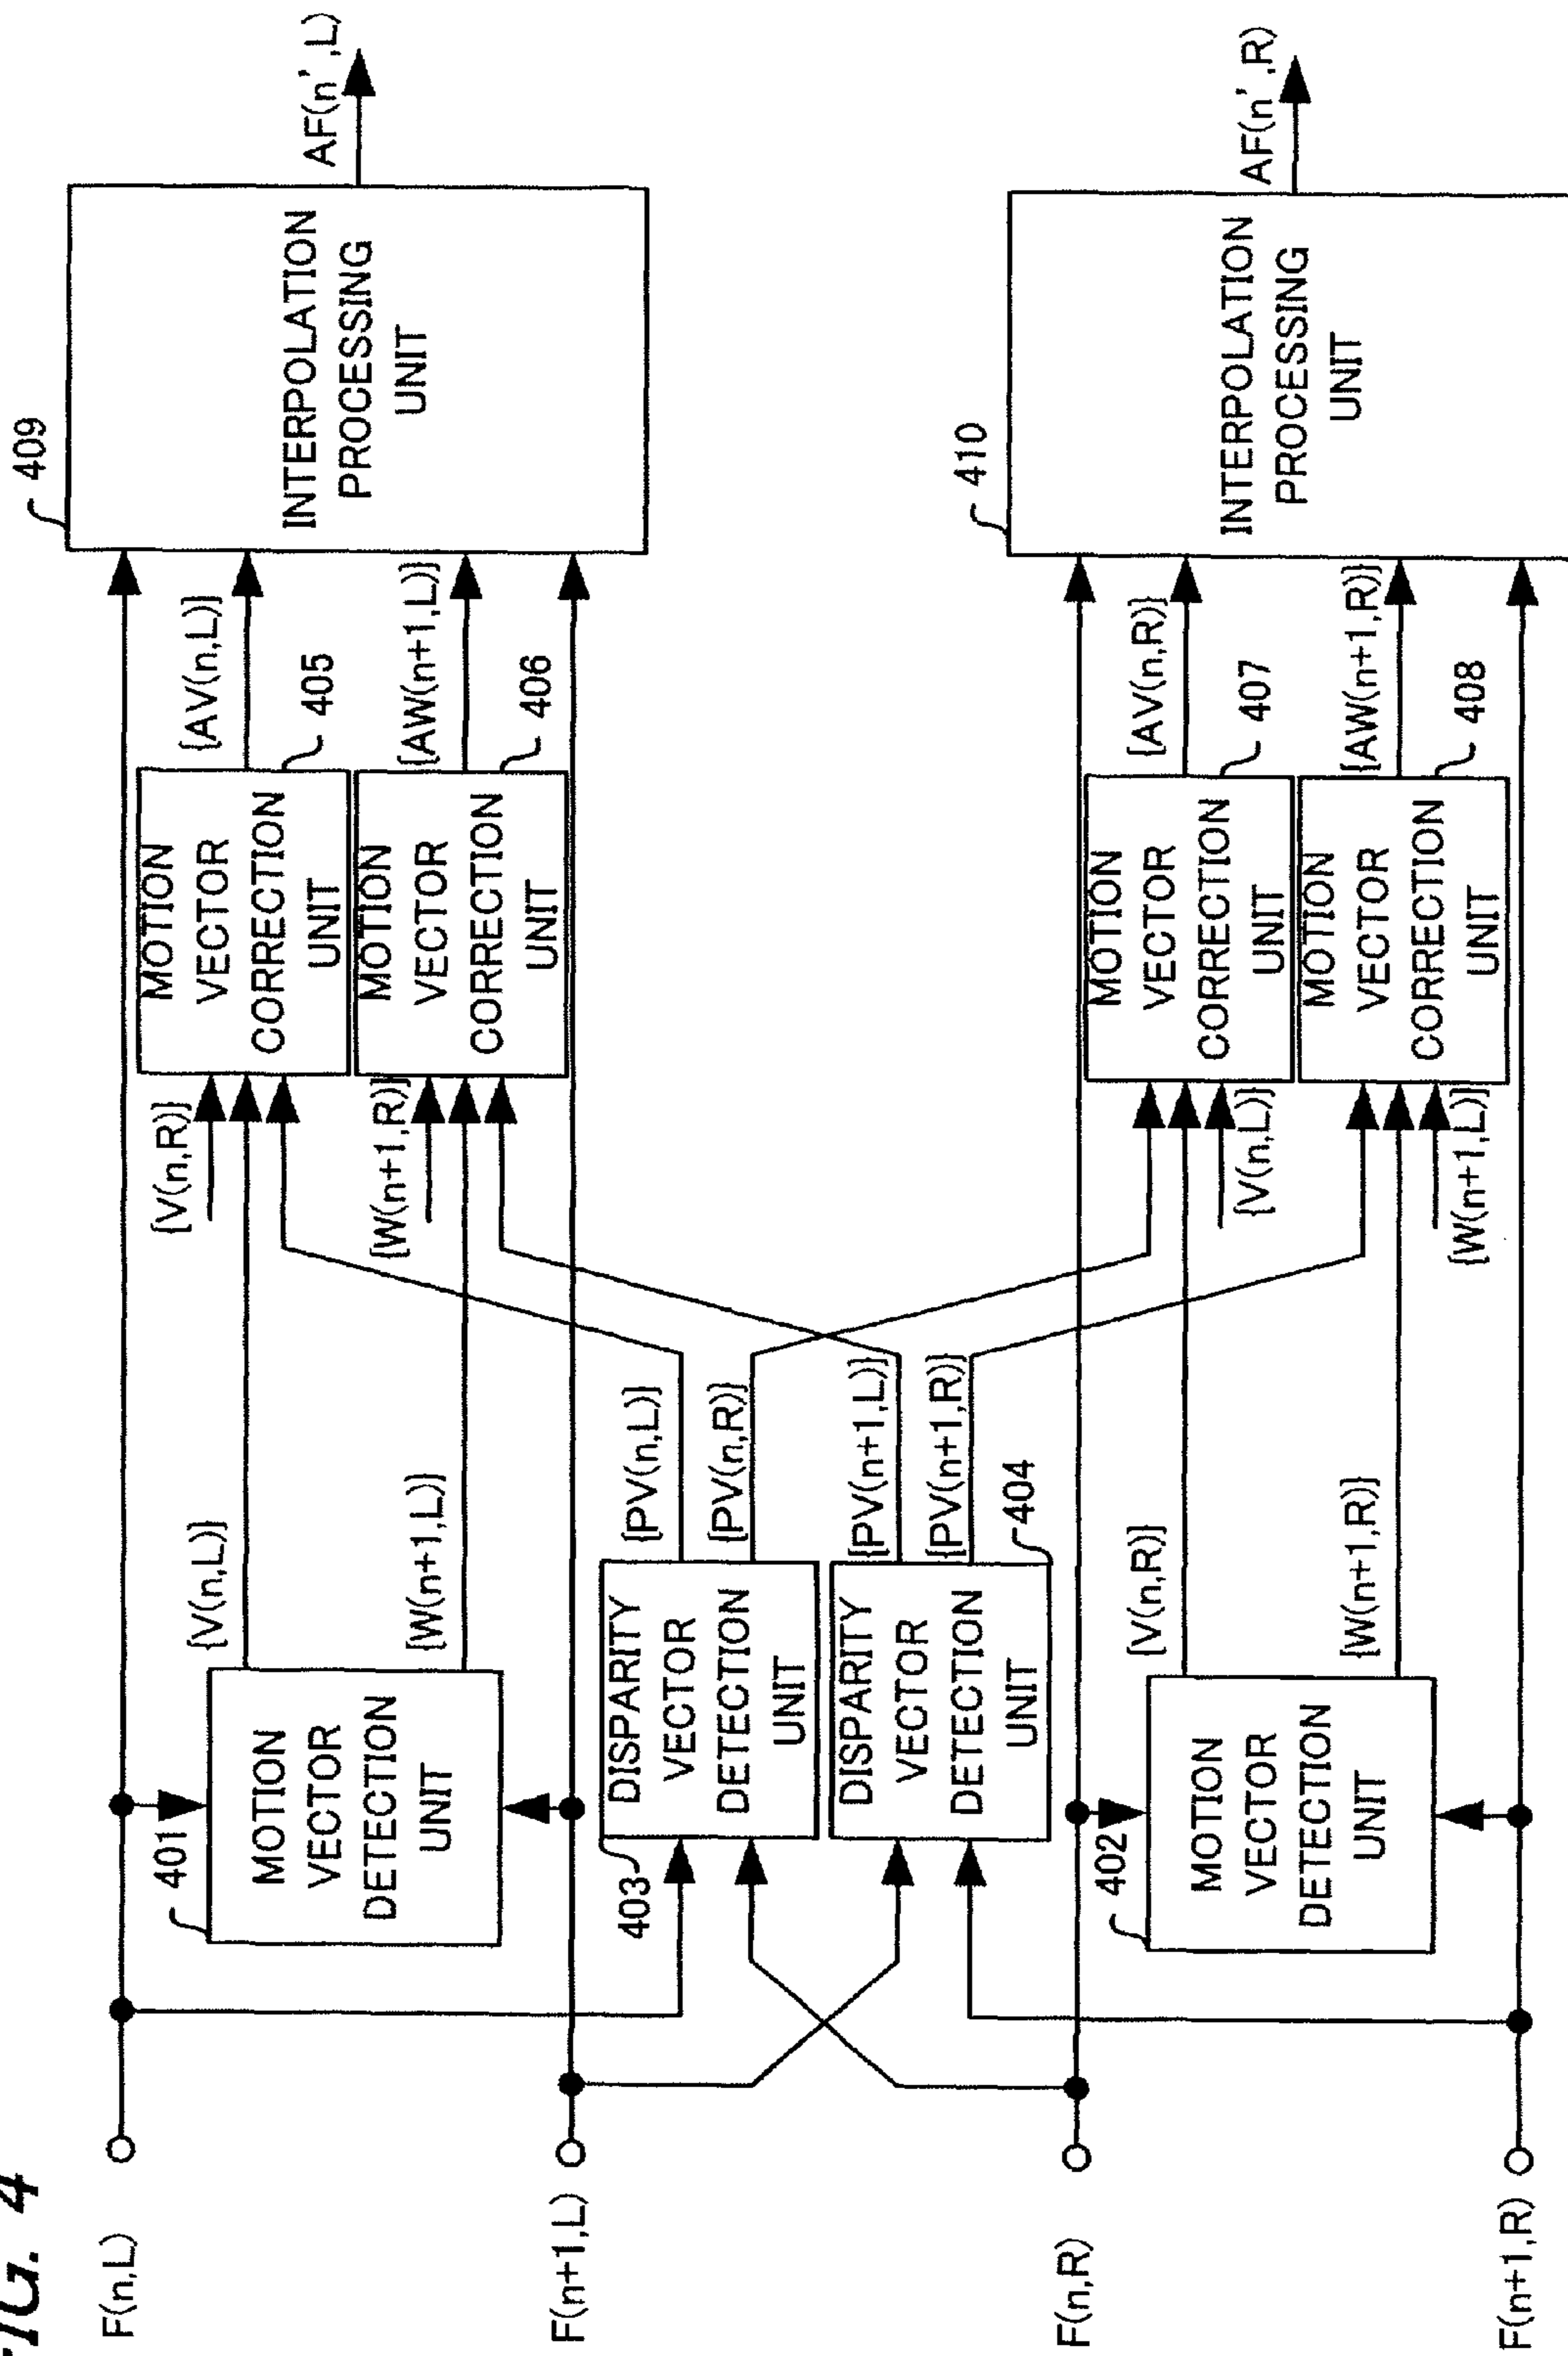 FIG. 4
F(n,L)
F(n+1,L)
F(n,R)
F(n+1,R)
401
MOTION
VECTOR
DETECTION
UNIT
{V(n,L)}
{W(n+1,L)}
403
DISPARITY
VECTOR
DETECTION
UNIT
{PV(n,L)}
{PV(n,R)}
DISPARITY
VECTOR
DETECTION
UNIT
404
{PV(n+1,L)}
{PV(n+1,R)}
402
MOTION
VECTOR
DETECTION
UNIT
{V(n,R)}
{W(n+1,R)}
{V(n,R)}
MOTION
VECTOR
CORRECTION
UNIT
405
{AV(n,L)}
{W(n+1,R)}
MOTION
VECTOR
CORRECTION
UNIT
406
{AW(n+1,L)}
{V(n,L)}
MOTION
VECTOR
CORRECTION
UNIT
407
{AV(n,R)}
{W(n+1,L)}
MOTION
VECTOR
CORRECTION
UNIT
408
{AW(n+1,R)}
409
INTERPOLATION
PROCESSING
UNIT
AF(n',L)
410
INTERPOLATION
PROCESSING
UNIT
AF(n',R)